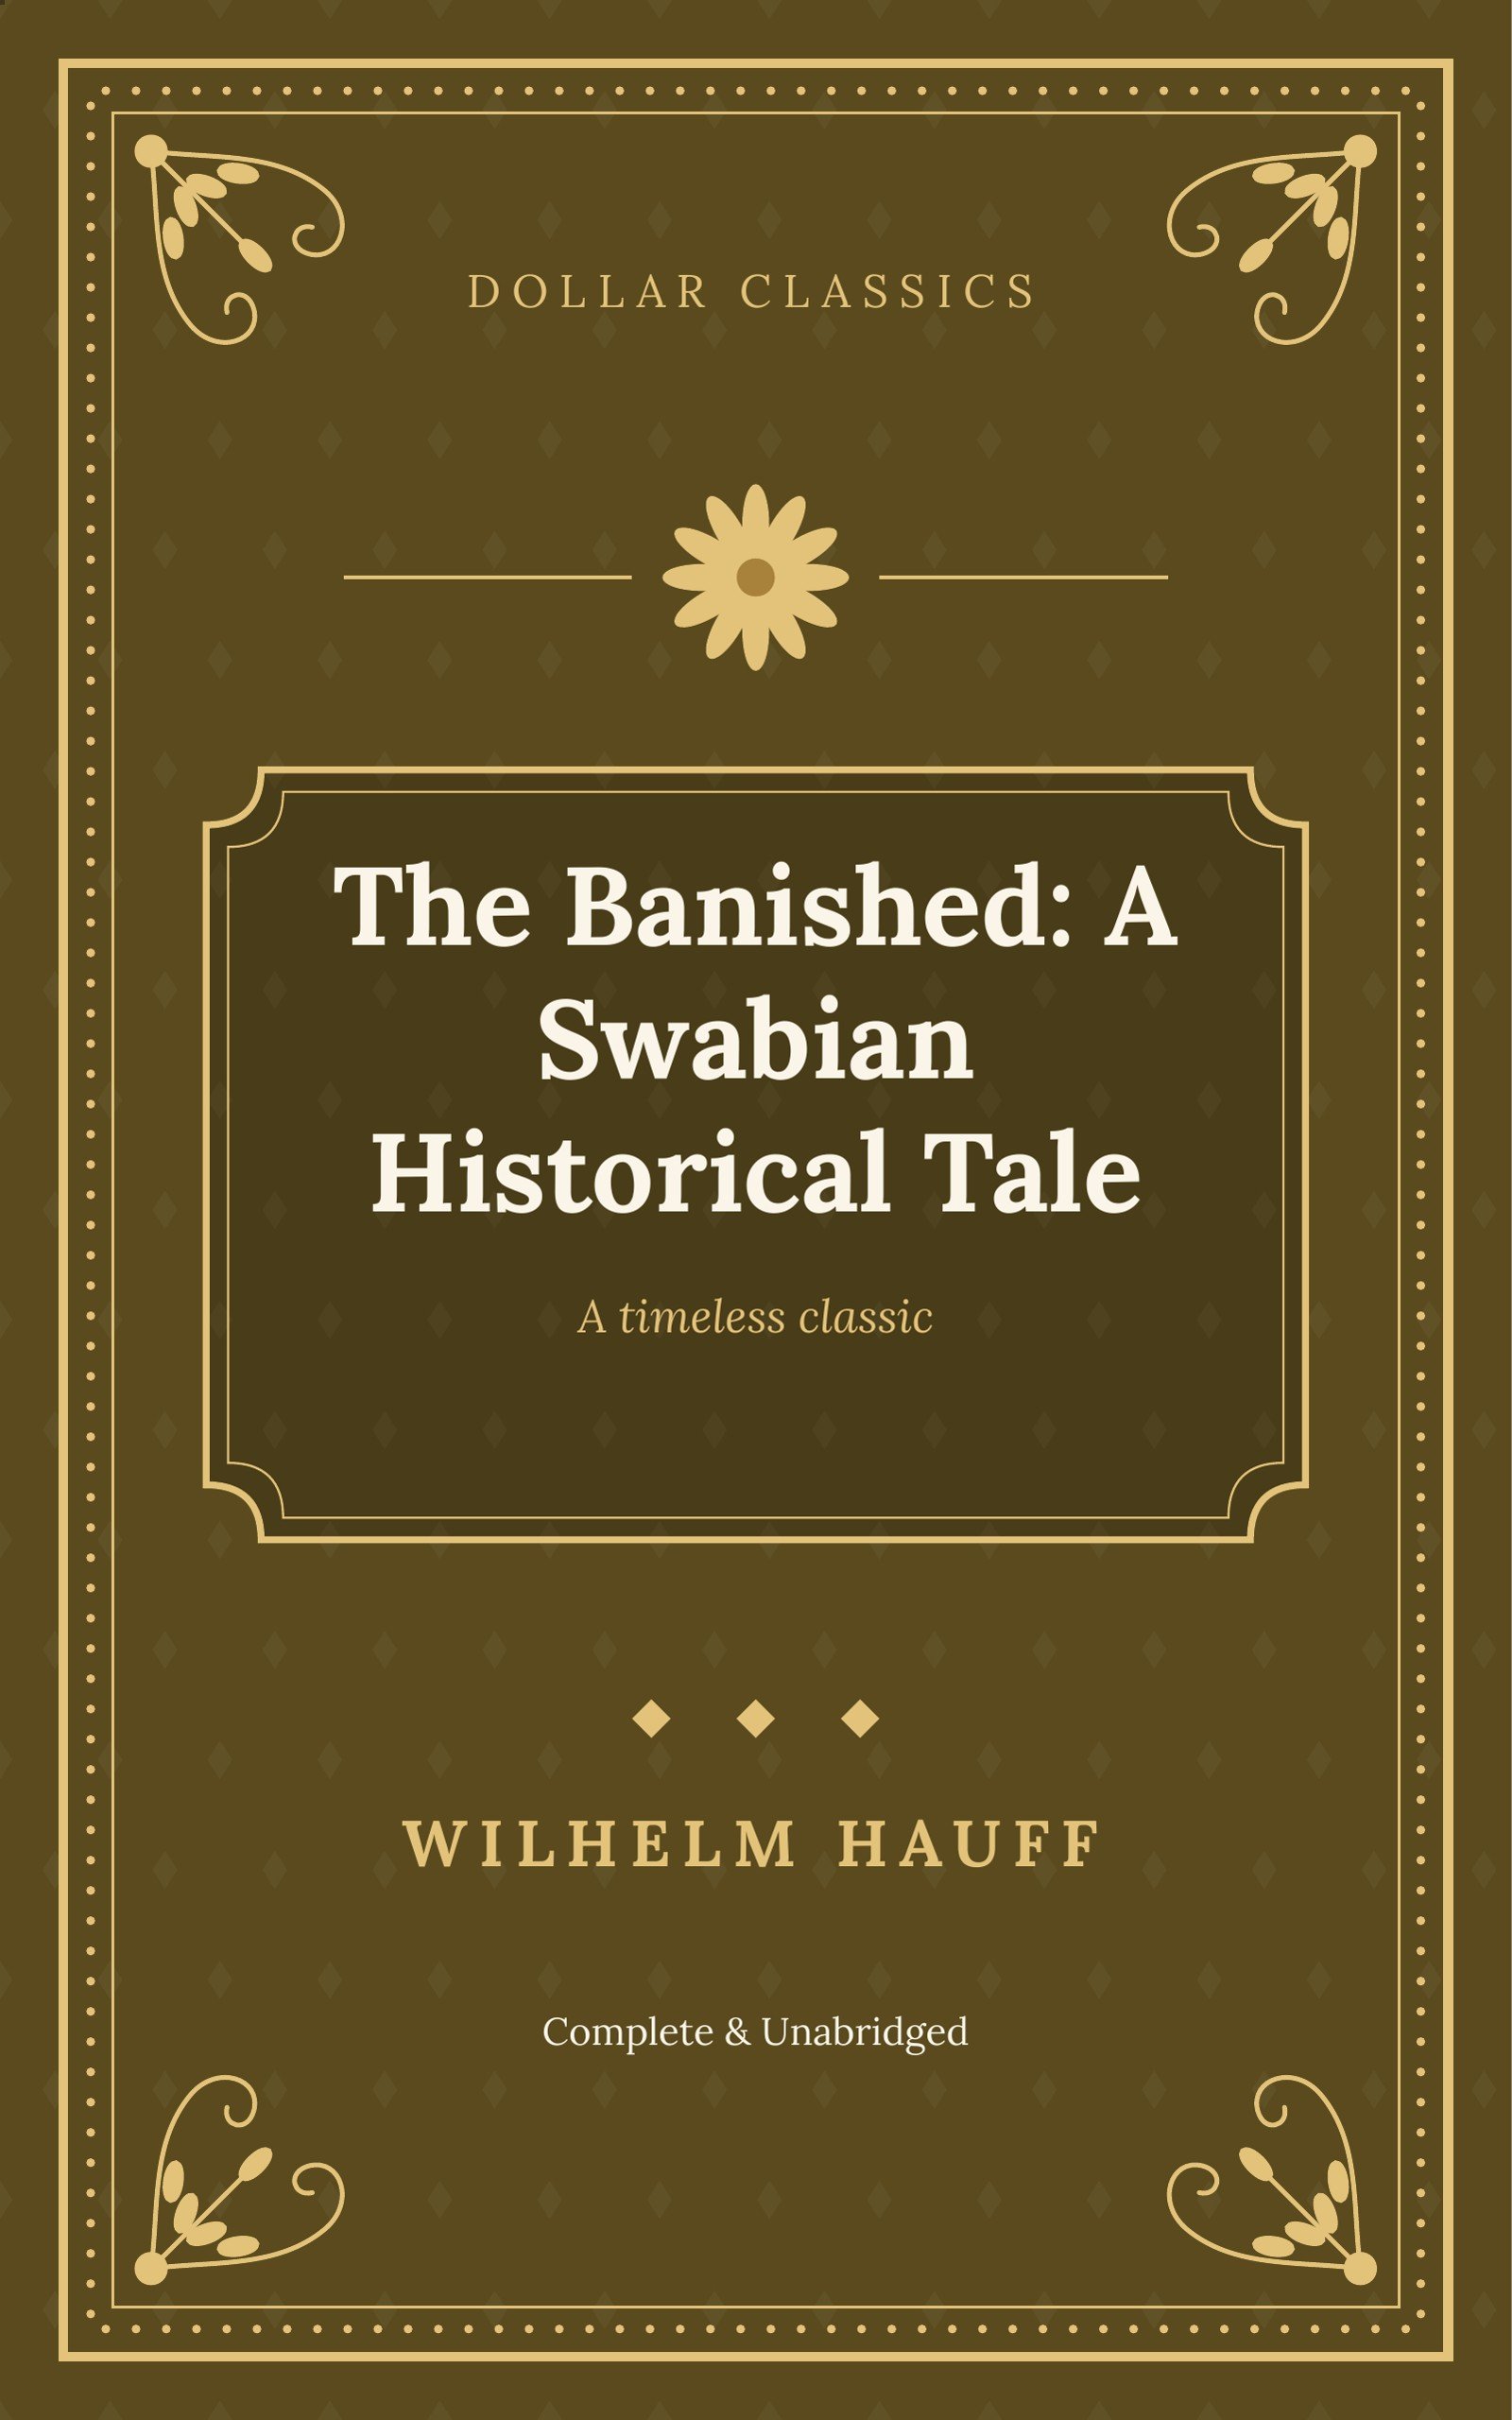 DOLLAR CLASSICS
The Banished: A
Swabian
Historical Tale
A timeless classic
WILHELM HAUFF
Complete & Unabridged